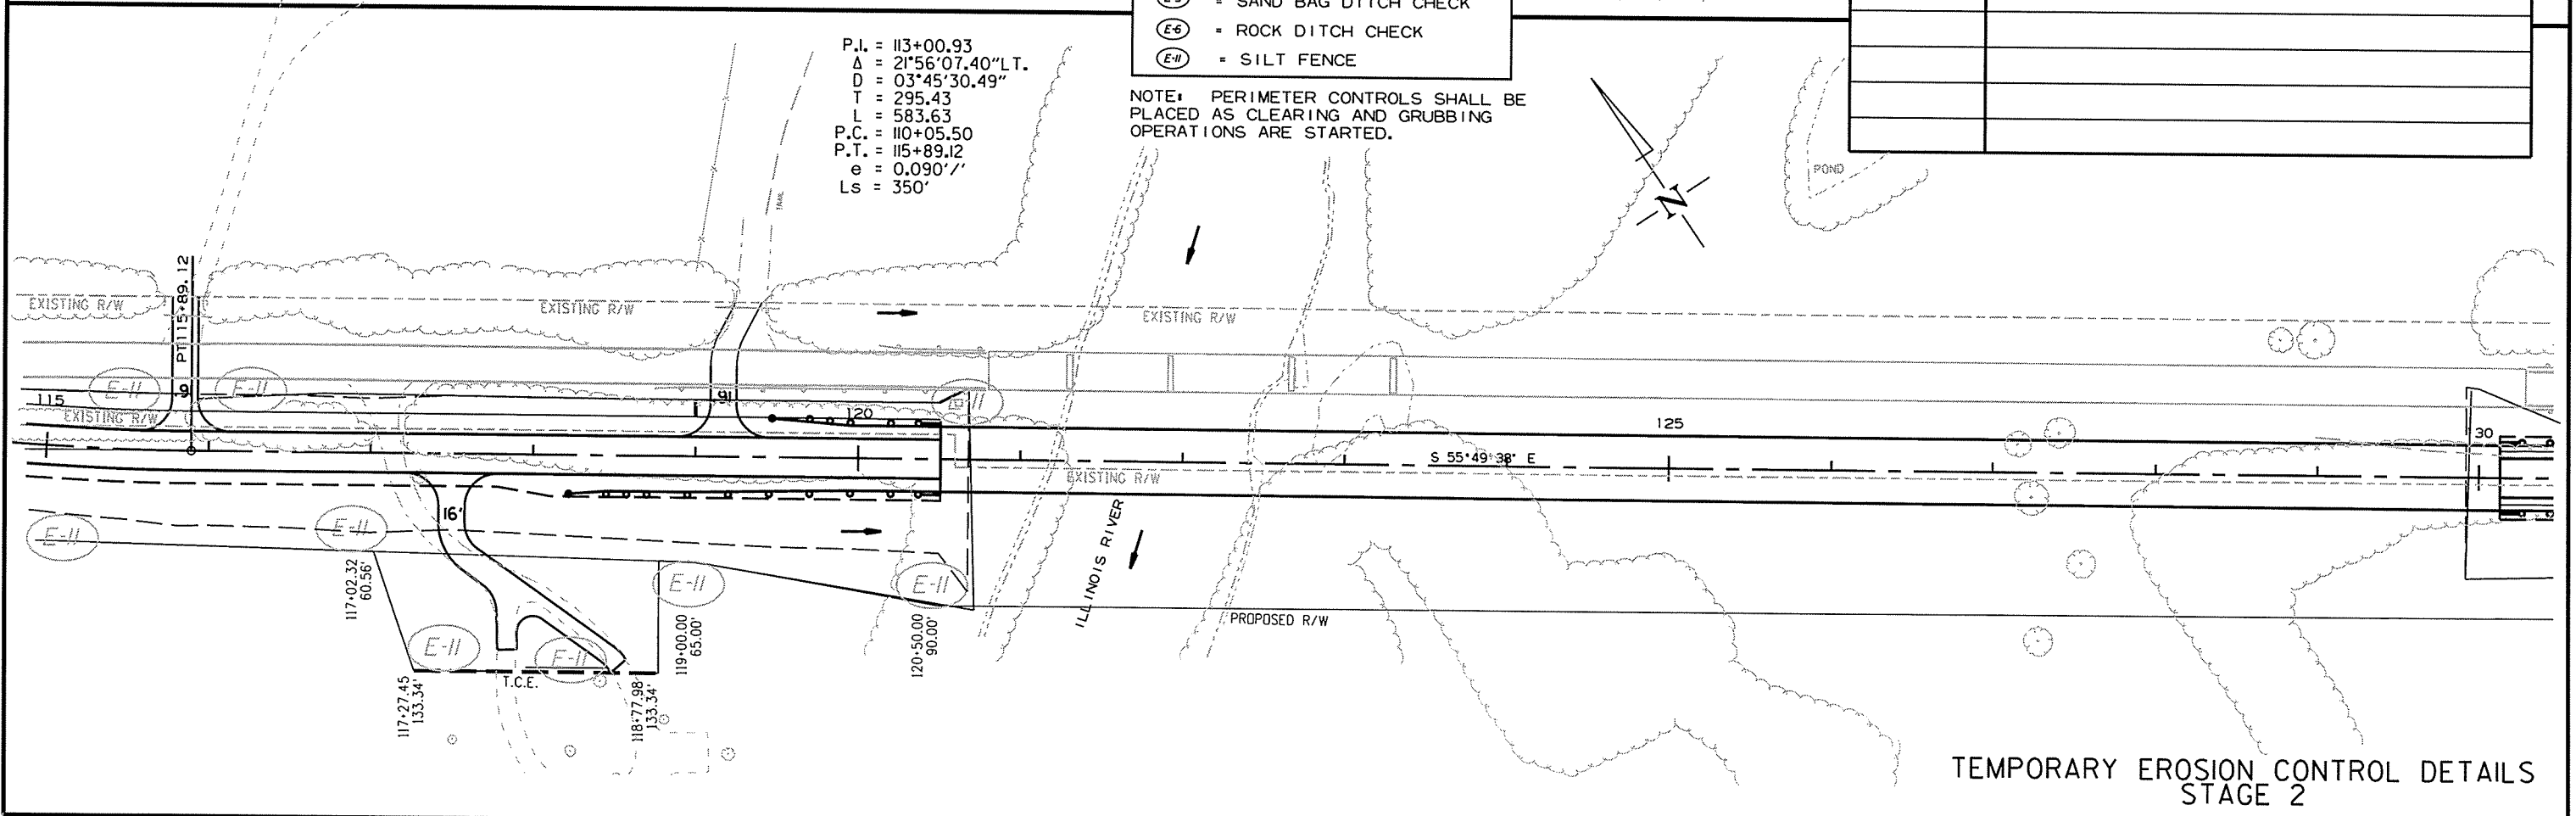 = SAND BAG DITCH CHECK
E-6 = ROCK DITCH CHECK
E-11 = SILT FENCE
NOTE: PERIMETER CONTROLS SHALL BE
PLACED AS CLEARING AND GRUBBING
OPERATIONS ARE STARTED.
P.I. = 113+00.93
Δ = 21°56'07.40"LT.
D = 03°45'30.49"
T = 295.43
L = 583.63
P.C. = 110+05.50
P.T. = 115+89.12
e = 0.090'/'
Ls = 350'
TRAIL
N
POND
PT 115+89.12
EXISTING R/W
EXISTING R/W
EXISTING R/W
E-11
E-11
115
16'
16'
120
125
30
EXISTING R/W
S 55°49'38" E
EXISTING R/W
16'
E-11
E-11
E-11
E-11
E-11
E-11
ILLINOIS RIVER
PROPOSED R/W
117+02.32
60.56'
119+00.00
65.00'
120+50.00
90.00'
T.C.E.
117+27.45
133.34'
118+77.98
133.34'
TEMPORARY EROSION CONTROL DETAILS
STAGE 2